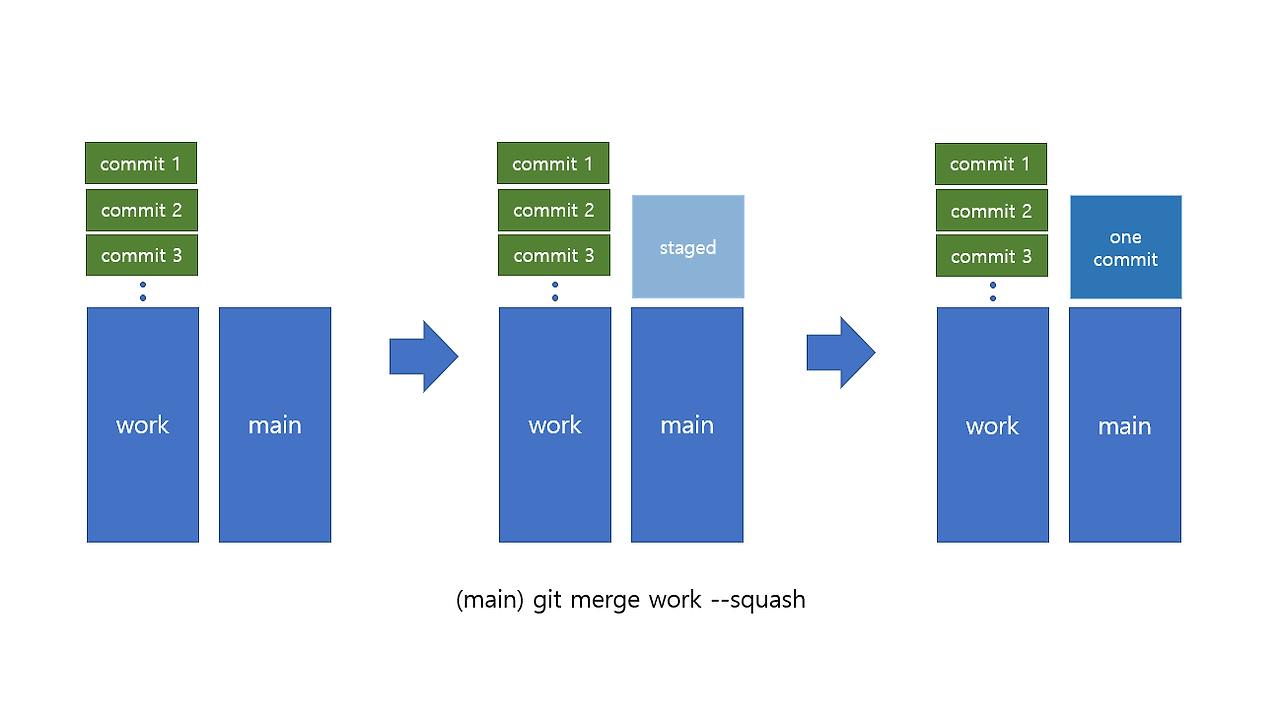 commit 1
commit 2
commit 3
work
main
commit 1
commit 2
commit 3
staged
work
main
commit 1
commit 2
commit 3
one
commit
work
main
(main) git merge work --squash